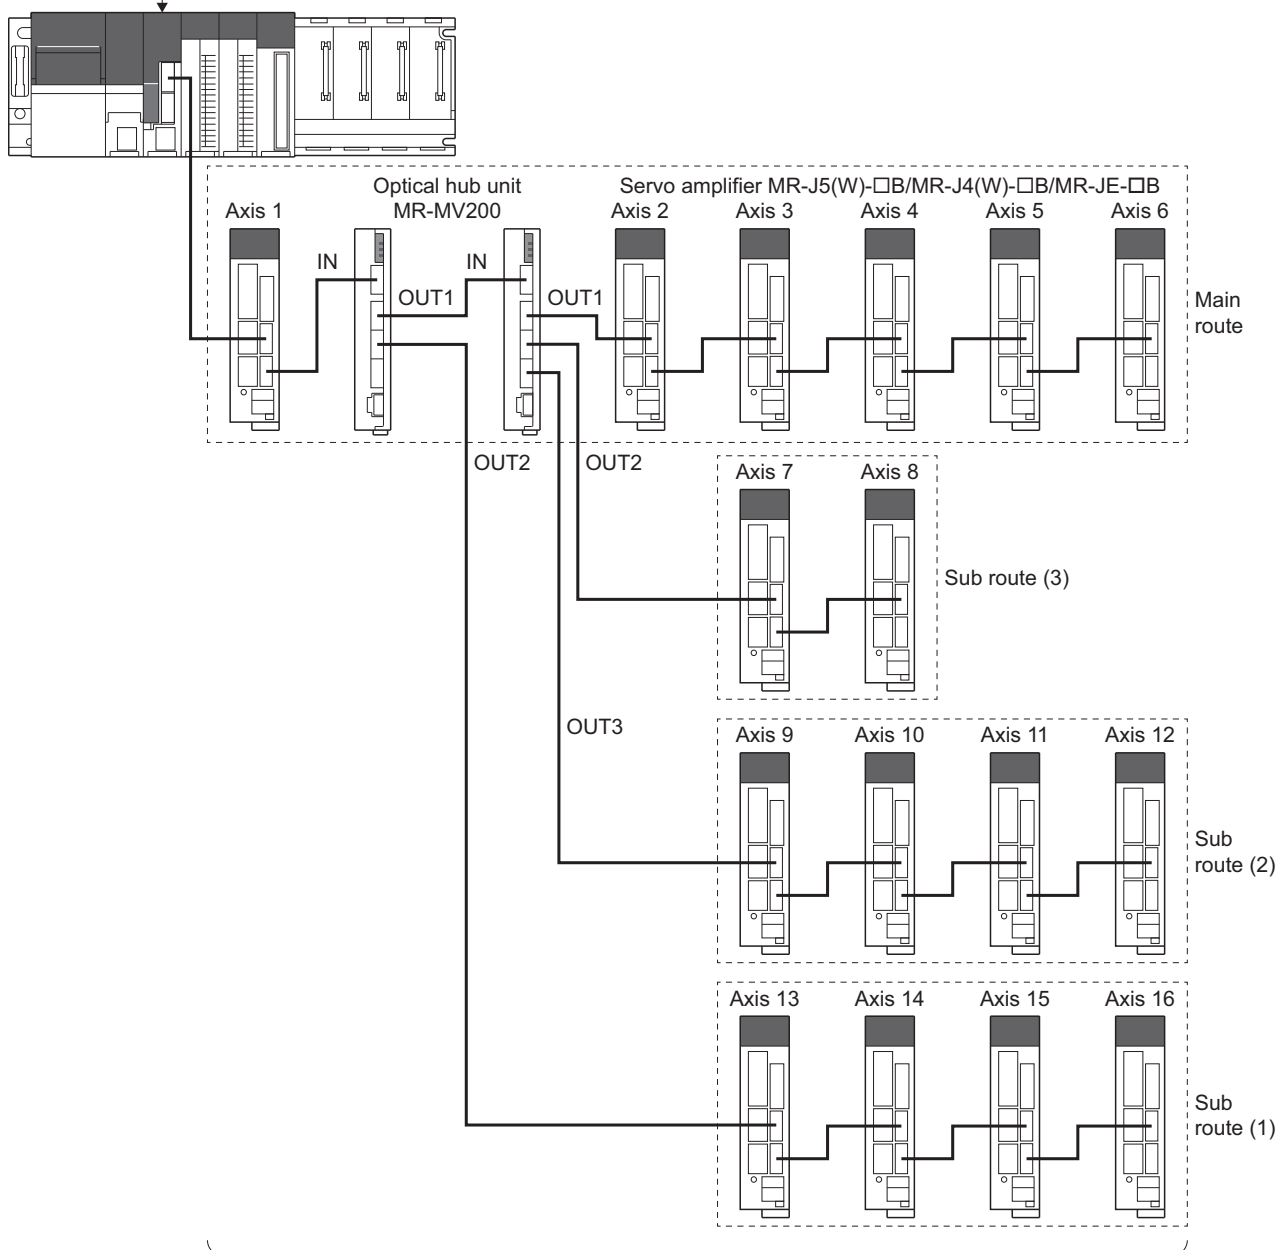 Optical hub unit
MR-MV200
Servo amplifier MR-J5(W)-□B/MR-J4(W)-□B/MR-JE-□B
Axis 1
Axis 2
Axis 3
Axis 4
Axis 5
Axis 6
IN
OUT1
IN
OUT1
Main
route
OUT2
OUT2
Axis 7
Axis 8
Sub route (3)
OUT3
Axis 9
Axis 10
Axis 11
Axis 12
Sub
route (2)
Axis 13
Axis 14
Axis 15
Axis 16
Sub
route (1)